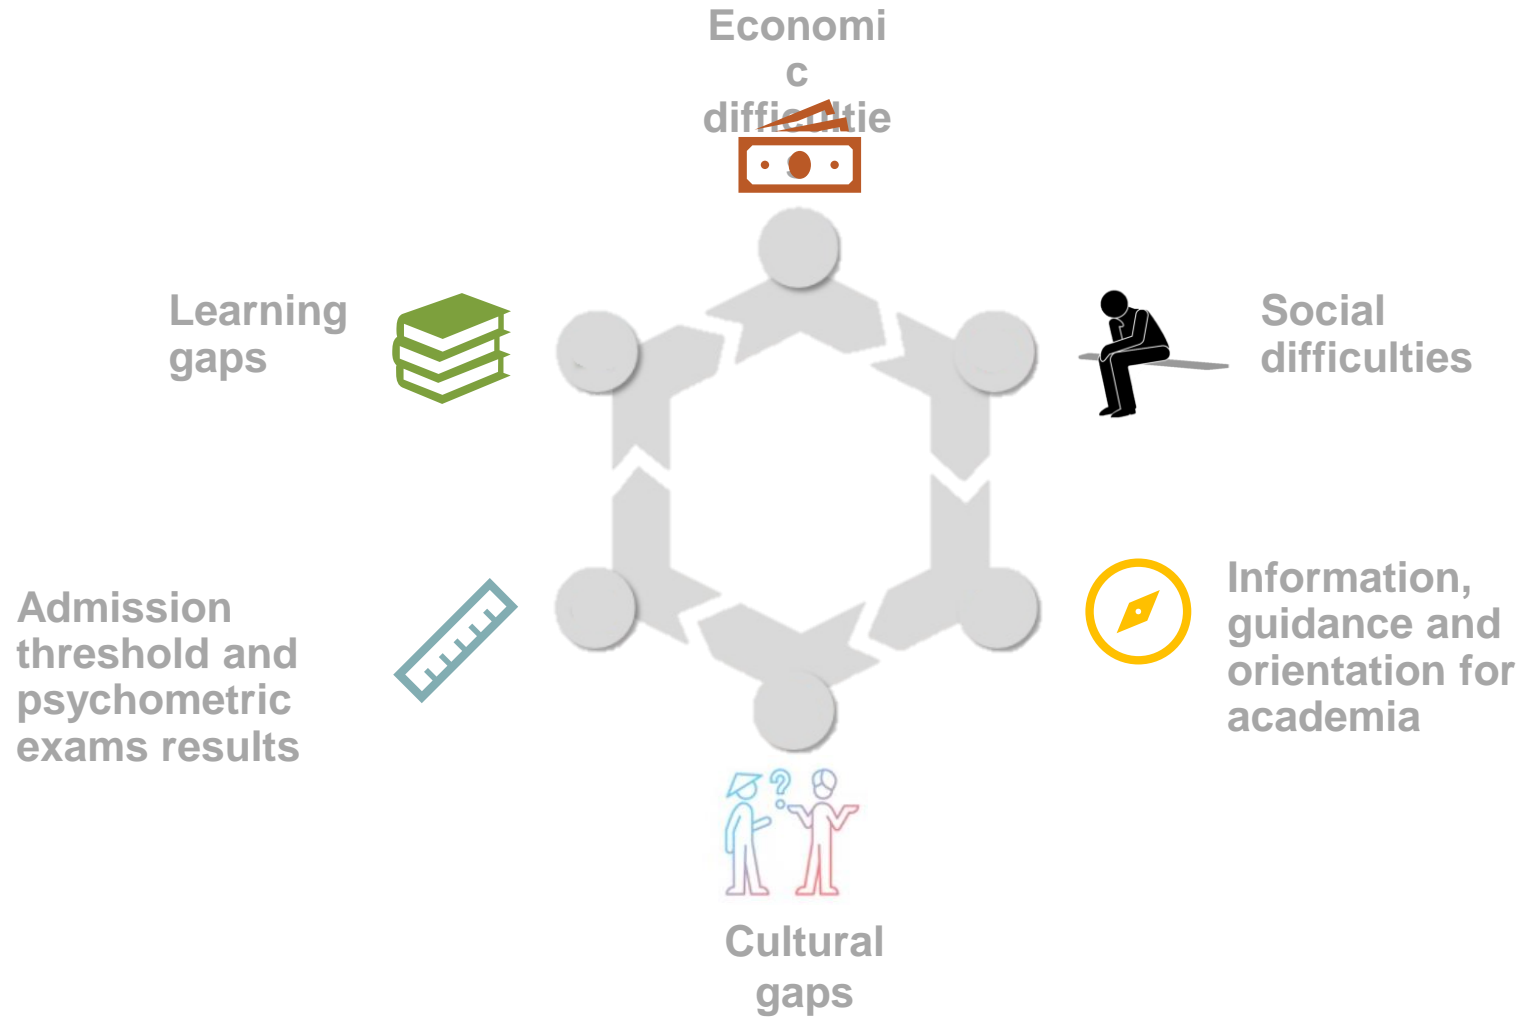 Economi
c
difficultie
s
Learning
gaps
Social
difficulties
Admission
threshold and
psychometric
exams results
Information,
guidance and
orientation for
academia
?
Cultural
gaps